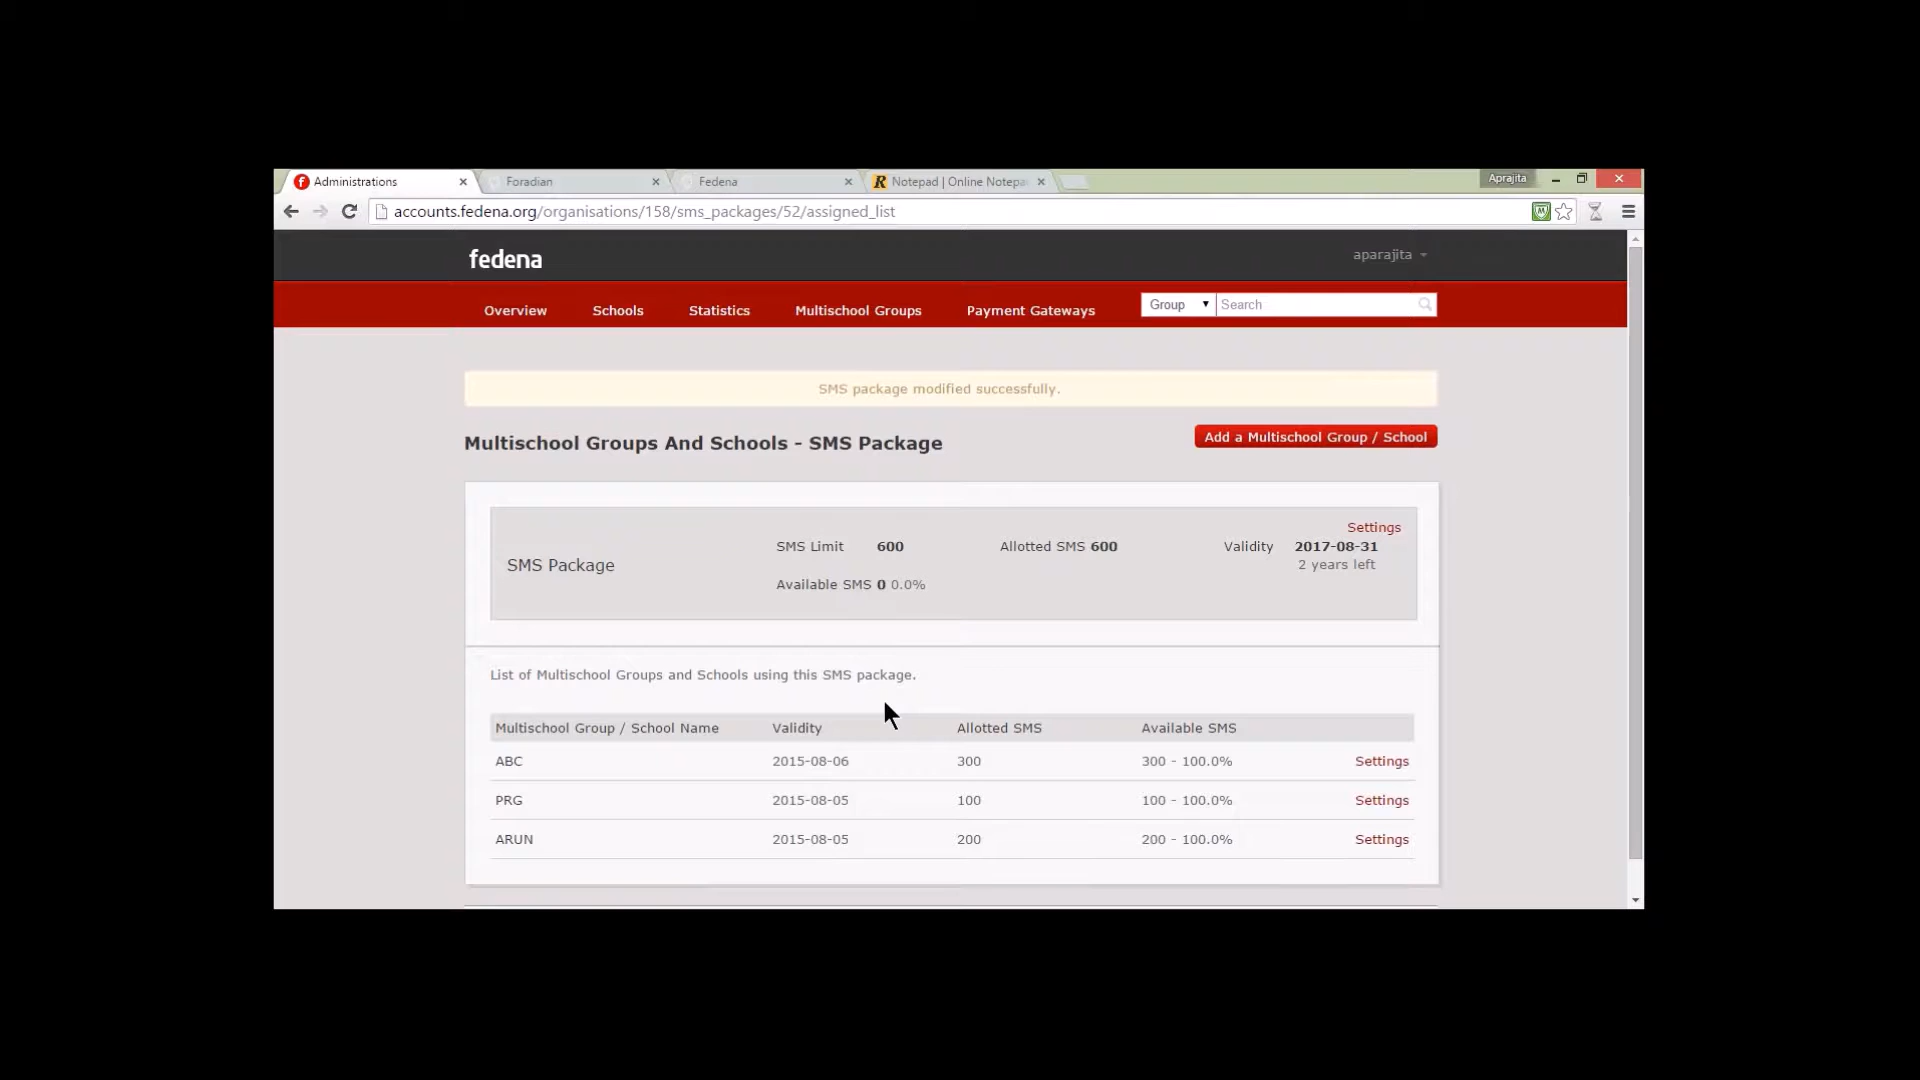 Administrations
Foradian
Fedena
Notepad | Online Notepa
Aprajita
accounts.fedena.org/organisations/158/sms_packages/52/assigned_list
fedena
aparajita
Overview
Schools
Statistics
Multischool Groups
Payment Gateways
Group
Search
SMS package modified successfully.
Multischool Groups And Schools - SMS Package
Add a Multischool Group / School
Settings
SMS Package
SMS Limit 600
Allotted SMS 600
Validity 2017-08-31
2 years left
Available SMS 0 0.0%
List of Multischool Groups and Schools using this SMS package.
Multischool Group / School Name Validity Allotted SMS Available SMS
ABC 2015-08-06 300 300 - 100.0% Settings
PRG 2015-08-05 100 100 - 100.0% Settings
ARUN 2015-08-05 200 200 - 100.0% Settings